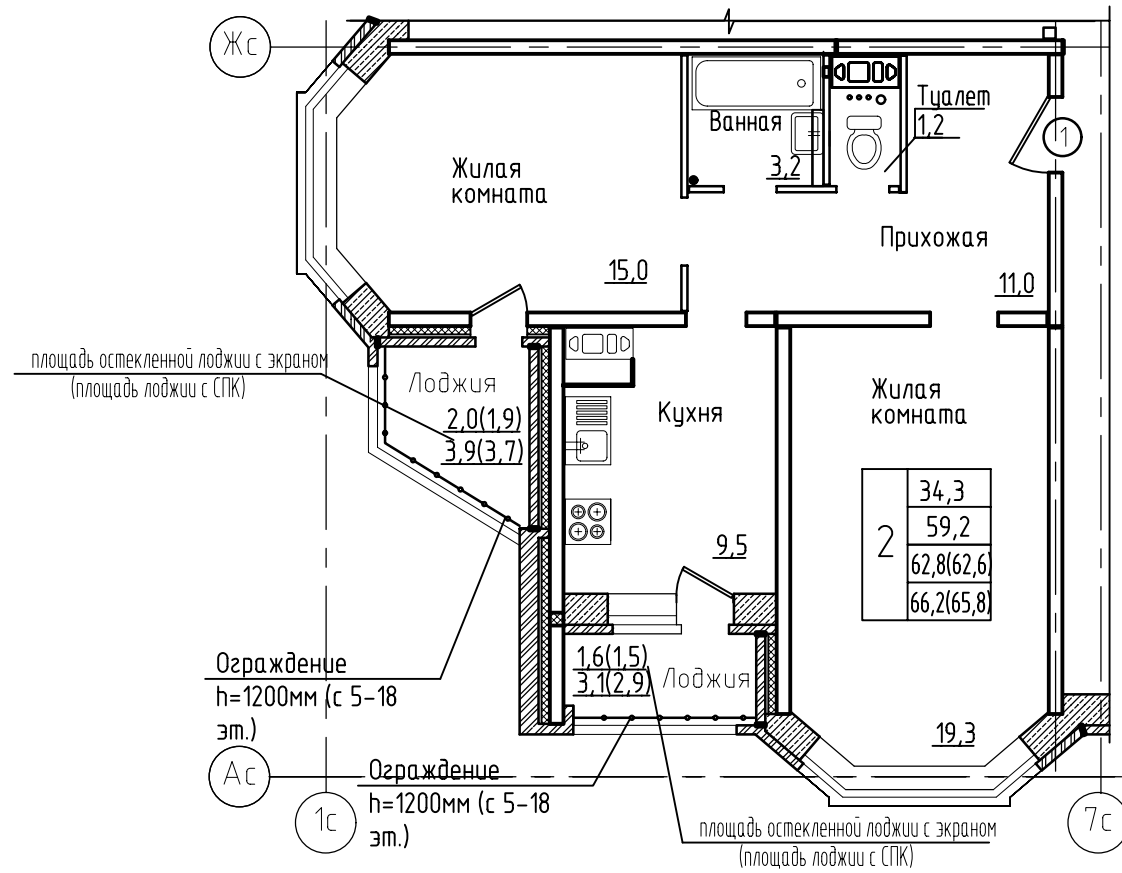 Жс
Туалет
1,2
Ванная
3,2
1
Жилая
комната
15,0
Прихожая
11,0
площадь остекленной лоджии с экраном
(площадь лоджии с СПК)
Лоджия
2,0(1,9)
3,9(3,7)
Кухня
9,5
Жилая
комната
2
34,3
59,2
62,8(62,6)
66,2(65,8)
19,3
Ограждение
h=1200мм (с 5-18
эт.)
1,6(1,5)
3,1(2,9)
Лоджия
Ас
Ограждение
h=1200мм (с 5-18
эт.)
1с
7с
площадь остекленной лоджии с экраном
(площадь лоджии с СПК)